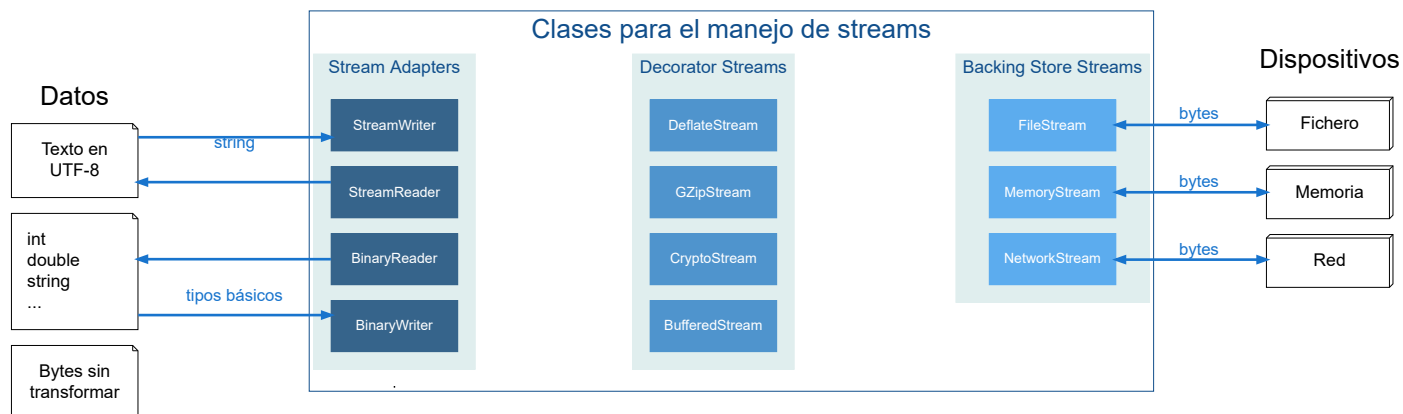 Clases para el manejo de streams
Datos
Texto en
UTF-8
int
double
string
...
Bytes sin
transformar
string
tipos básicos
Stream Adapters
StreamWriter
StreamReader
BinaryReader
BinaryWriter
.
Decorator Streams
DeflateStream
GZipStream
CryptoStream
BufferedStream
Backing Store Streams
FileStream
MemoryStream
NetworkStream
bytes
bytes
bytes
Dispositivos
Fichero
Memoria
Red